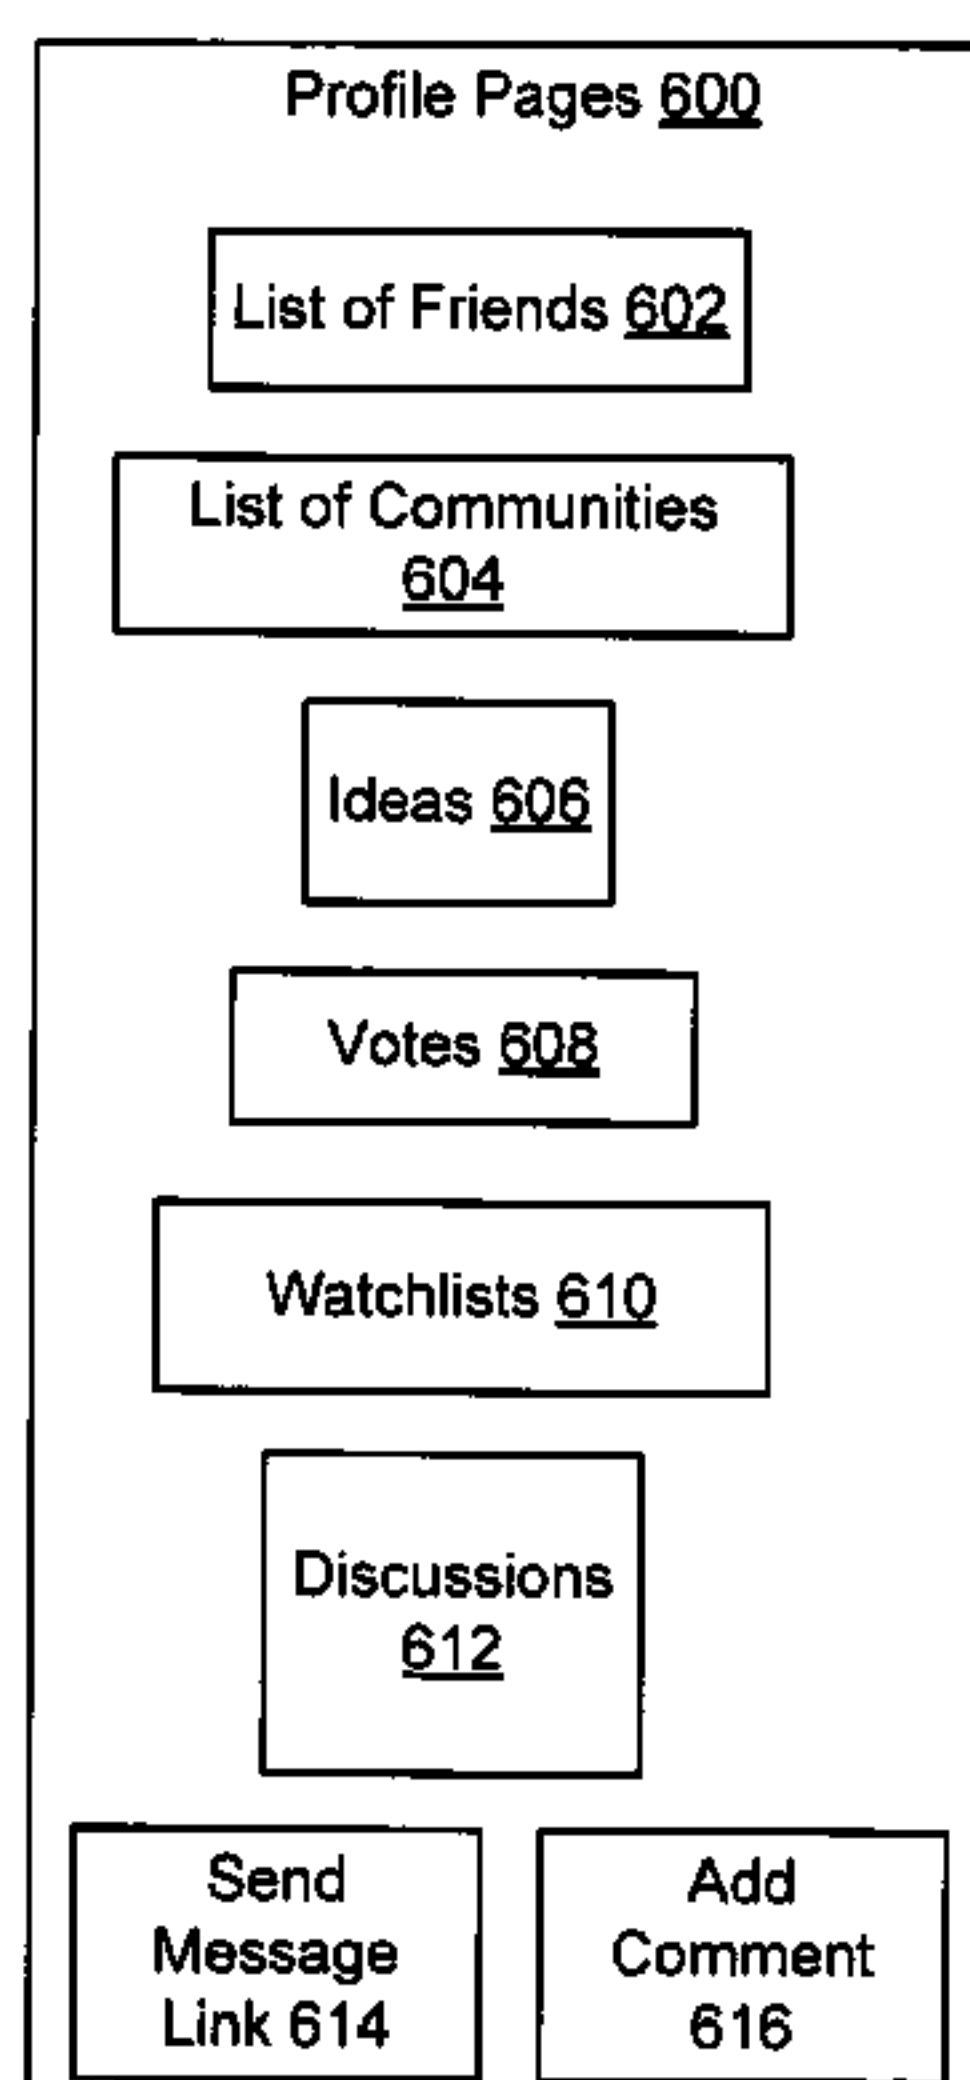 Profile Pages 600
List of Friends 602
List of Communities
604
Ideas 606
Votes 608
Watchlists 610
Discussions
612
Send
Message
Link 614
Add
Comment
616